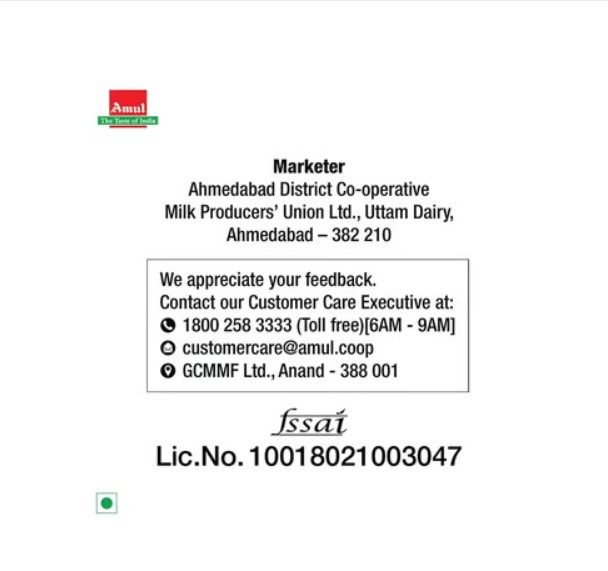 Amul
The Taste of India
Marketer
Ahmedabad District Co-operative
Milk Producers’ Union Ltd., Uttam Dairy,
Ahmedabad – 382 210
We appreciate your feedback.
Contact our Customer Care Executive at:
1800 258 3333 (Toll free)[6AM - 9AM]
customercare@amul.coop
GCMMF Ltd., Anand - 388 001
fssai
Lic.No. 10018021003047